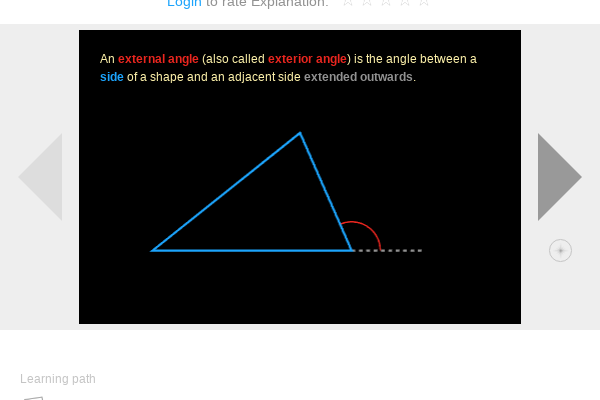 Login to rate Explanation:
An external angle (also called exterior angle) is the angle between a
side of a shape and an adjacent side extended outwards.
Learning path